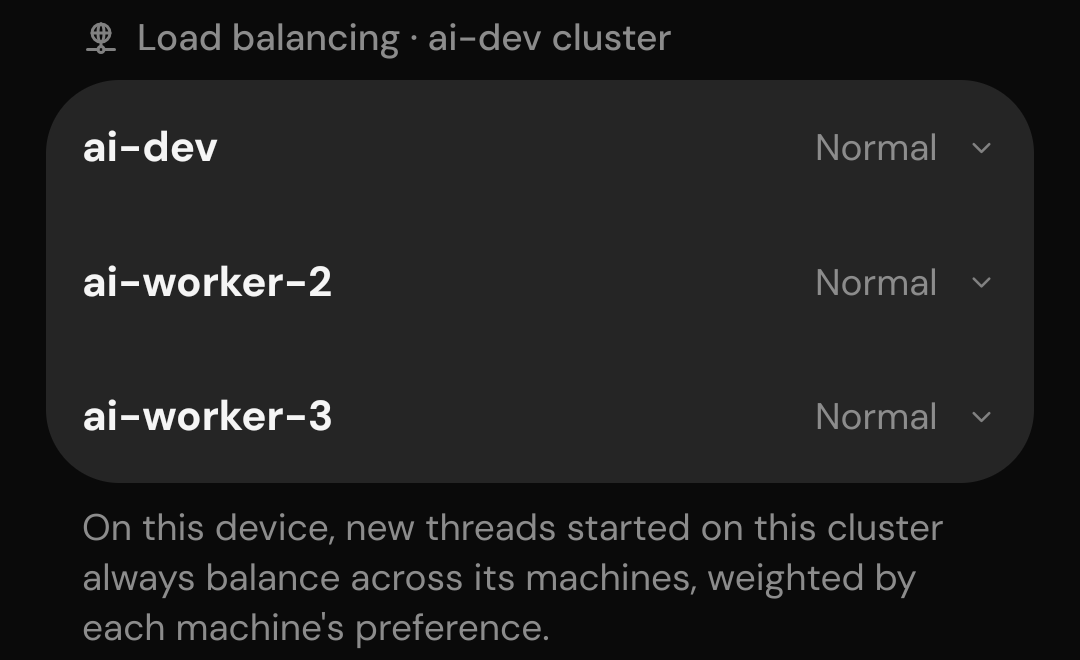 Load balancing · ai-dev cluster
ai-dev
Normal
ai-worker-2
Normal
ai-worker-3
Normal
On this device, new threads started on this cluster
always balance across its machines, weighted by
each machine's preference.